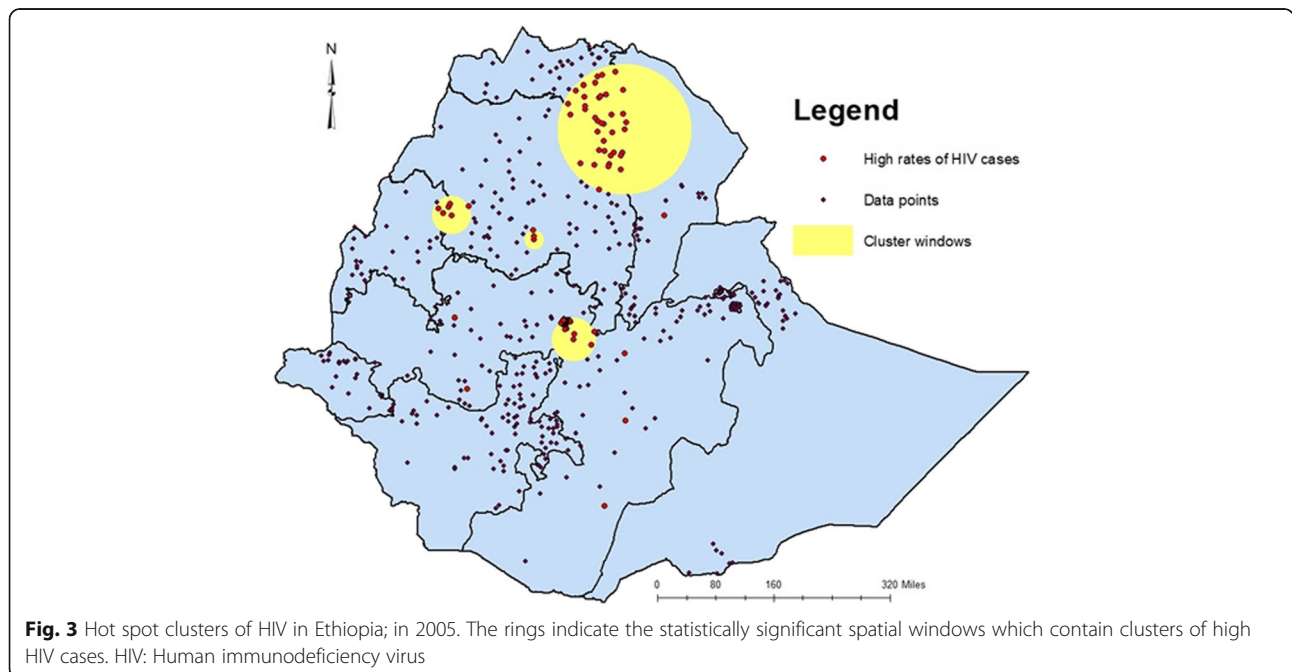 N
Legend
High rates of HIV cases
Data points
Cluster windows
0 80 160 320 Miles
Fig. 3 Hot spot clusters of HIV in Ethiopia; in 2005. The rings indicate the statistically significant spatial windows which contain clusters of high
HIV cases. HIV: Human immunodeficiency virus